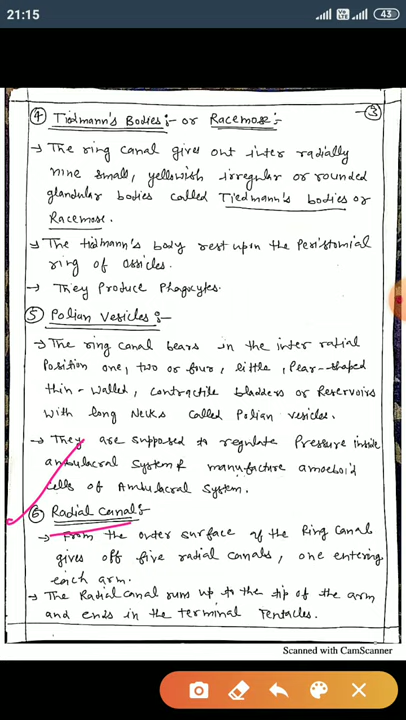 21:15
43
3
④ Tiedmann's Bodies:- or Racemose:-
→ The ring canal gives out inter radially
nine small, yellowish irregular or rounded
glandular bodies called Tiedmann's bodies or
Racemose.
→ The tidmann's body rest upon the Peristomial
ring of ossicles.
→ They Produce Phagocytes.
⑤ Polian Vesicles:-
→ The ring canal bears in the inter ratial
Position one, two or four, little, Pear-shaped
thin-walled, contractile bladders or Reservoirs
with long Neiks called Polian vesicles.
→ They are supposed to regulate Pressure inside
ambulacral system & manufacture amoeboid
cells of Ambulacral System.
⑥ Radial Canal:-
→ From the outer surface of the Ring Canal
gives off five radial canals, one entering
each arm.
→ The Radial canal runs up to the tip of the arm
and ends in the terminal Tentacles.
Scanned with CamScanner